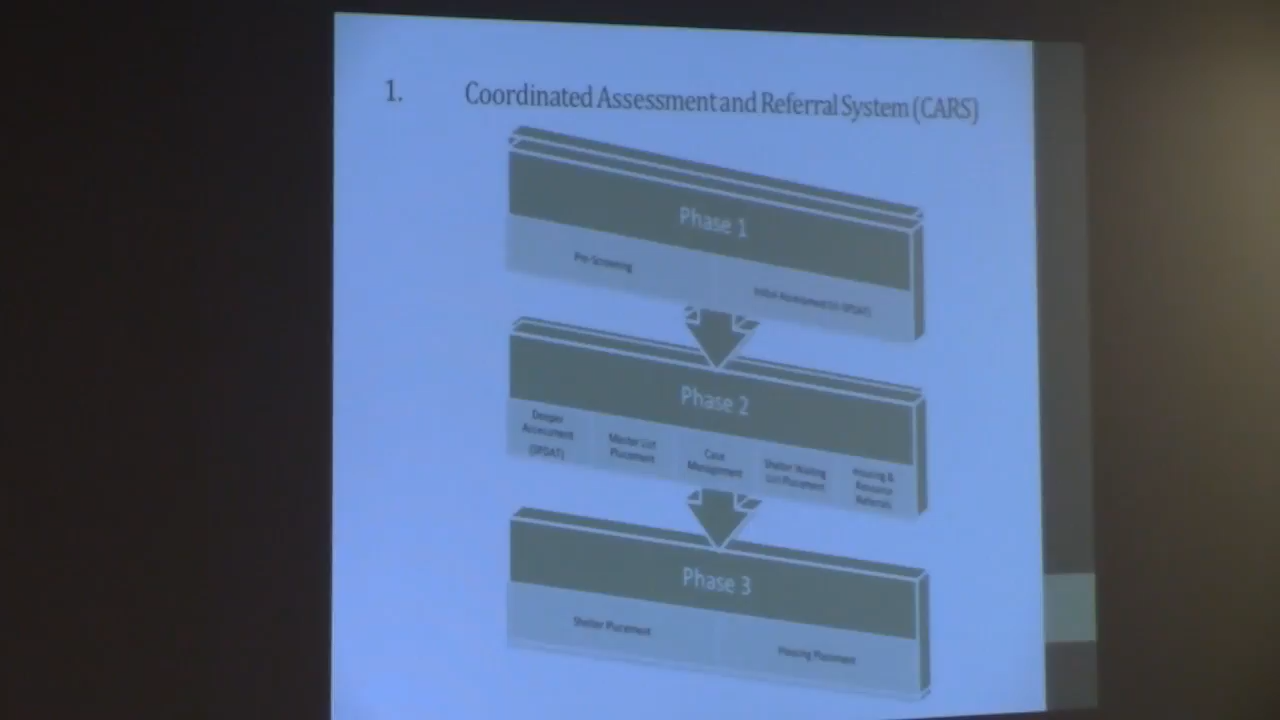 1. Coordinated Assessment and Referral System (CARS)
Phase 1
Pre-Screening
Initial Assessment (VI-SPDAT)
Phase 2
Deeper
Assessment
(SPDAT)
Master List
Placement
Case
Management
Shelter Waiting
List Placement
Housing &
Resource
Referrals
Phase 3
Shelter Placement
Housing Placement